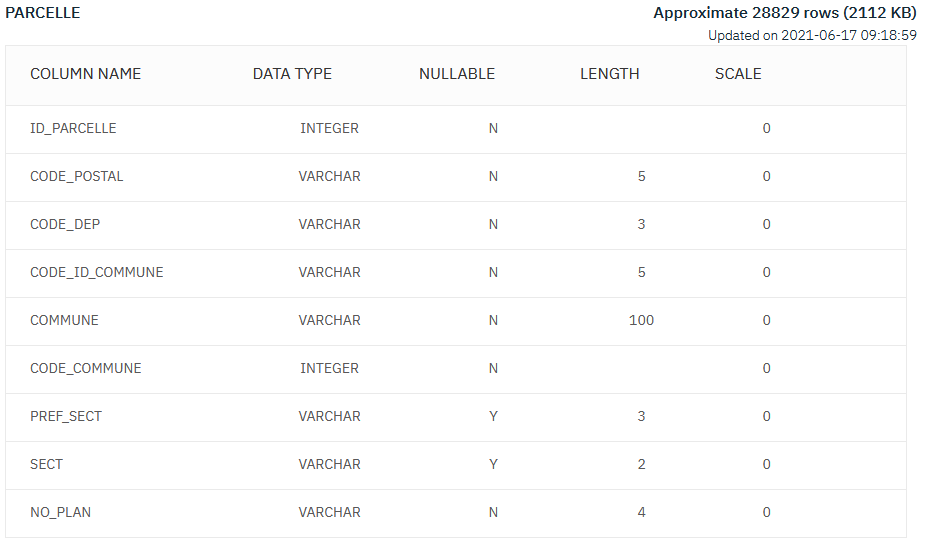 PARCELLE Approximate 28829 rows (2112 KB)
Updated on 2021-06-17 09:18:59
COLUMN NAME DATA TYPE NULLABLE LENGTH SCALE
ID_PARCELLE INTEGER N 0
CODE_POSTAL VARCHAR N 5 0
CODE_DEP VARCHAR N 3 0
CODE_ID_COMMUNE VARCHAR N 5 0
COMMUNE VARCHAR N 100 0
CODE_COMMUNE INTEGER N 0
PREF_SECT VARCHAR Y 3 0
SECT VARCHAR Y 2 0
NO_PLAN VARCHAR N 4 0